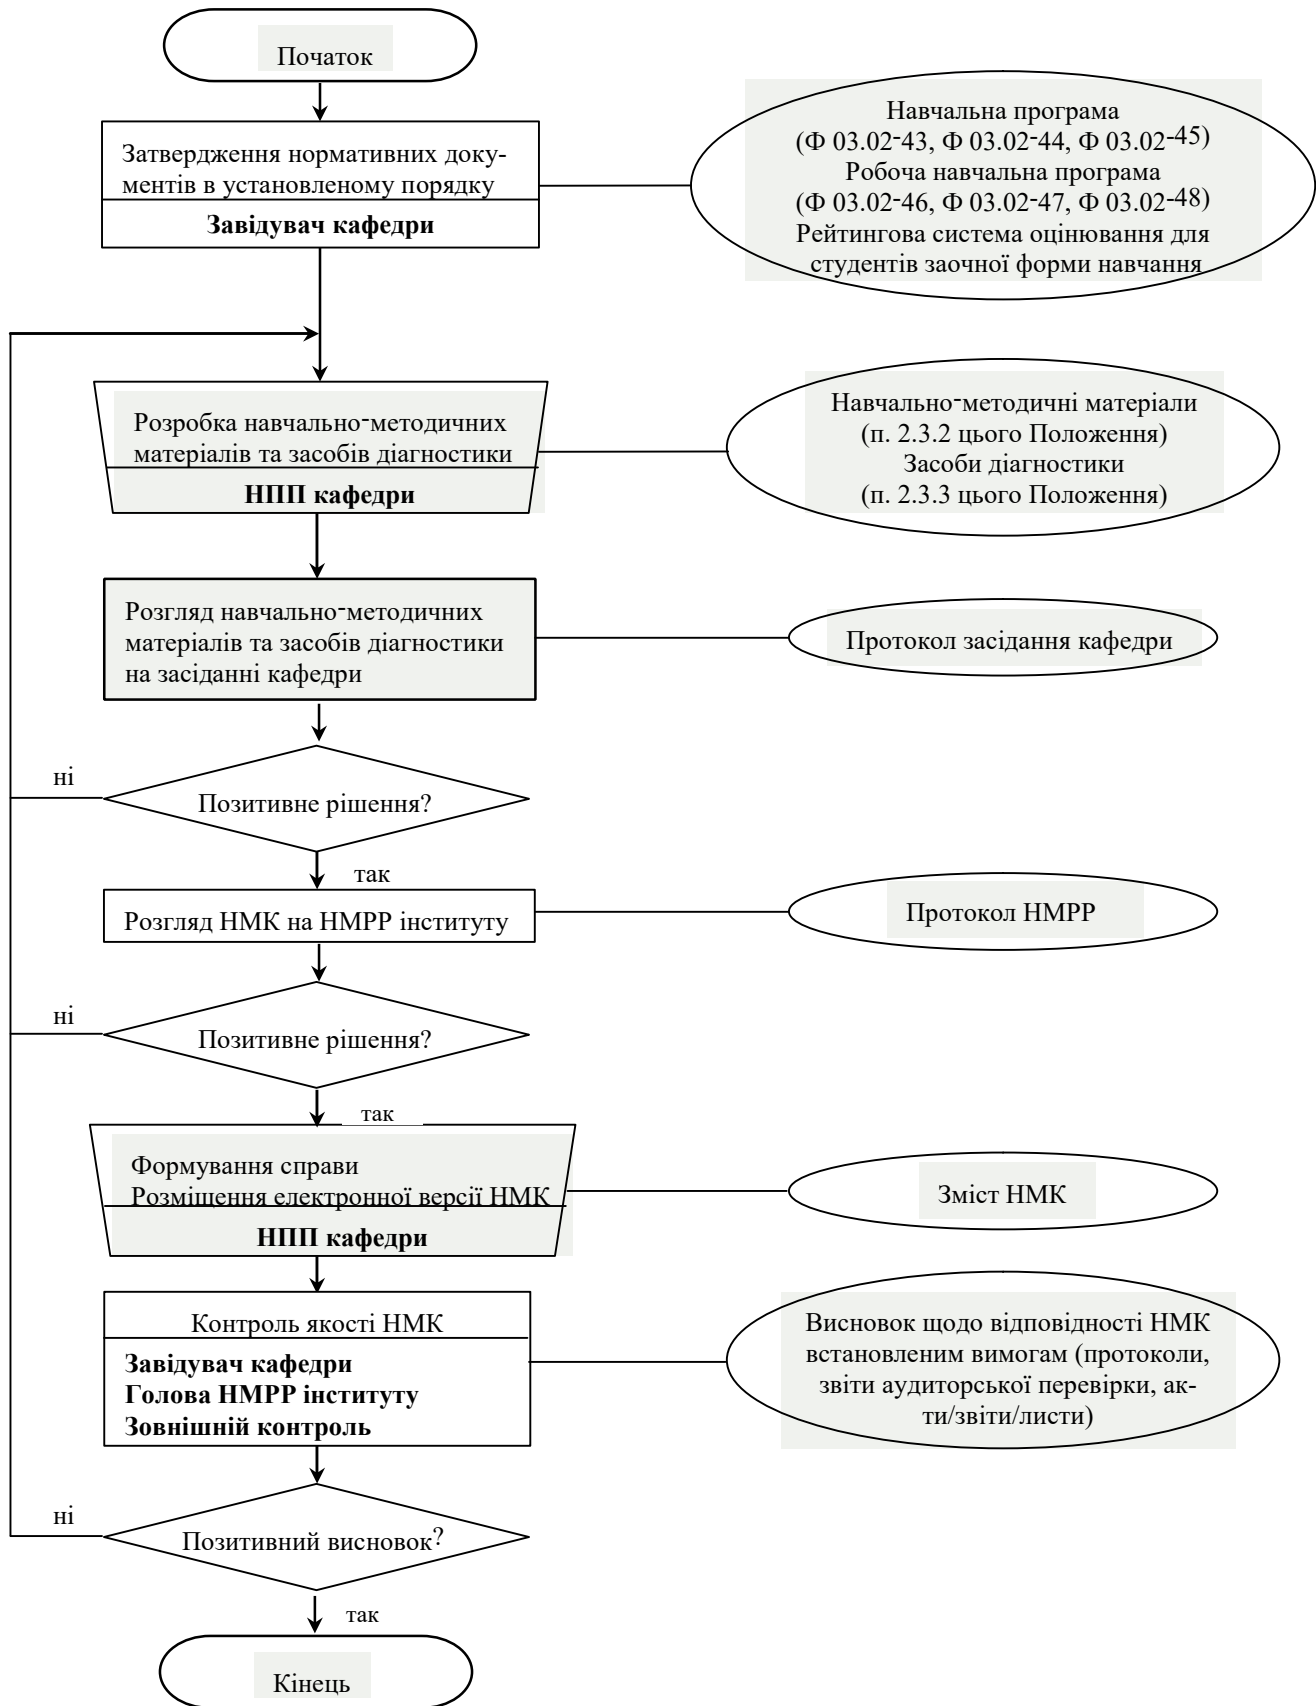 Початок
Затвердження нормативних доку-
ментів в установленому порядку
Завідувач кафедри
Навчальна програма
(Ф 03.02-43, Ф 03.02-44, Ф 03.02-45)
Робоча навчальна програма
(Ф 03.02-46, Ф 03.02-47, Ф 03.02-48)
Рейтингова система оцінювання для
студентів заочної форми навчання
Розробка навчально-методичних
матеріалів та засобів діагностики
НПП кафедри
Навчально-методичні матеріали
(п. 2.3.2 цього Положення)
Засоби діагностики
(п. 2.3.3 цього Положення)
Розгляд навчально-методичних
матеріалів та засобів діагностики
на засіданні кафедри
Протокол засідання кафедри
ні
Позитивне рішення?
так
Розгляд НМК на НМРР інституту
Протокол НМРР
ні
Позитивне рішення?
так
Формування справи
Розміщення електронної версії НМК
НПП кафедри
Зміст НМК
Контроль якості НМК
Завідувач кафедри
Голова НМРР інституту
Зовнішній контроль
Висновок щодо відповідності НМК
встановленим вимогам (протоколи,
звіти аудиторської перевірки, ак-
ти/звіти/листи)
ні
Позитивний висновок?
так
Кінець